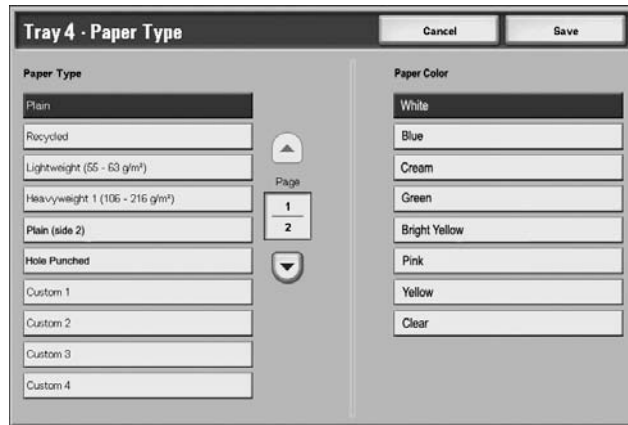 Tray 4 - Paper Type
Cancel
Save
Paper Type
Plain
Recycled
Lightweight (55 - 63 g/m²)
Heavyweight 1 (106 - 216 g/m²)
Plain (side 2)
Hole Punched
Custom 1
Custom 2
Custom 3
Custom 4
Page
1
2
Paper Color
White
Blue
Cream
Green
Bright Yellow
Pink
Yellow
Clear